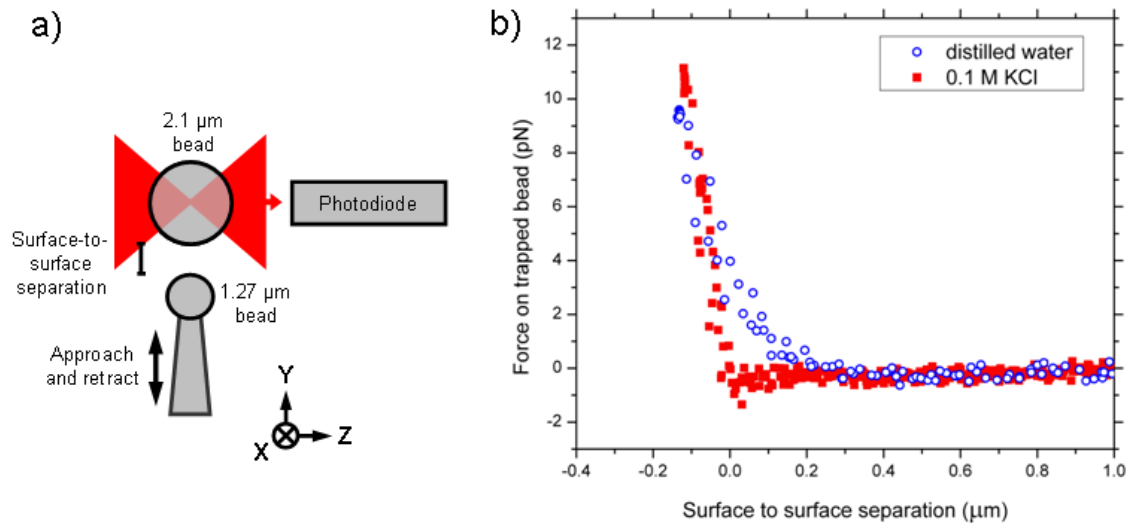 a)
2.1 µm
bead
Photodiode
Surface-to-
surface
separation
1.27 µm
bead
Approach
and retract
Y
X
Z
b)
distilled water
0.1 M KCl
Force on trapped bead (pN)
12
10
8
6
4
2
0
-2
-0.4
-0.2
0.0
0.2
0.4
0.6
0.8
1.0
Surface to surface separation (µm)